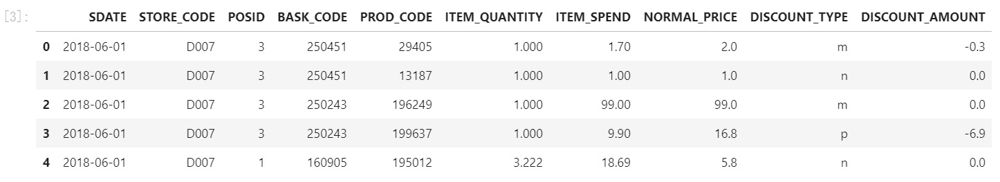 [3]:
SDATE STORE_CODE POSID BASK_CODE PROD_CODE ITEM_QUANTITY ITEM_SPEND NORMAL_PRICE DISCOUNT_TYPE DISCOUNT_AMOUNT
0 2018-06-01 D007 3 250451 29405 1.000 1.70 2.0 m -0.3
1 2018-06-01 D007 3 250451 13187 1.000 1.00 1.0 n 0.0
2 2018-06-01 D007 3 250243 196249 1.000 99.00 99.0 m 0.0
3 2018-06-01 D007 3 250243 199637 1.000 9.90 16.8 p -6.9
4 2018-06-01 D007 1 160905 195012 3.222 18.69 5.8 n 0.0